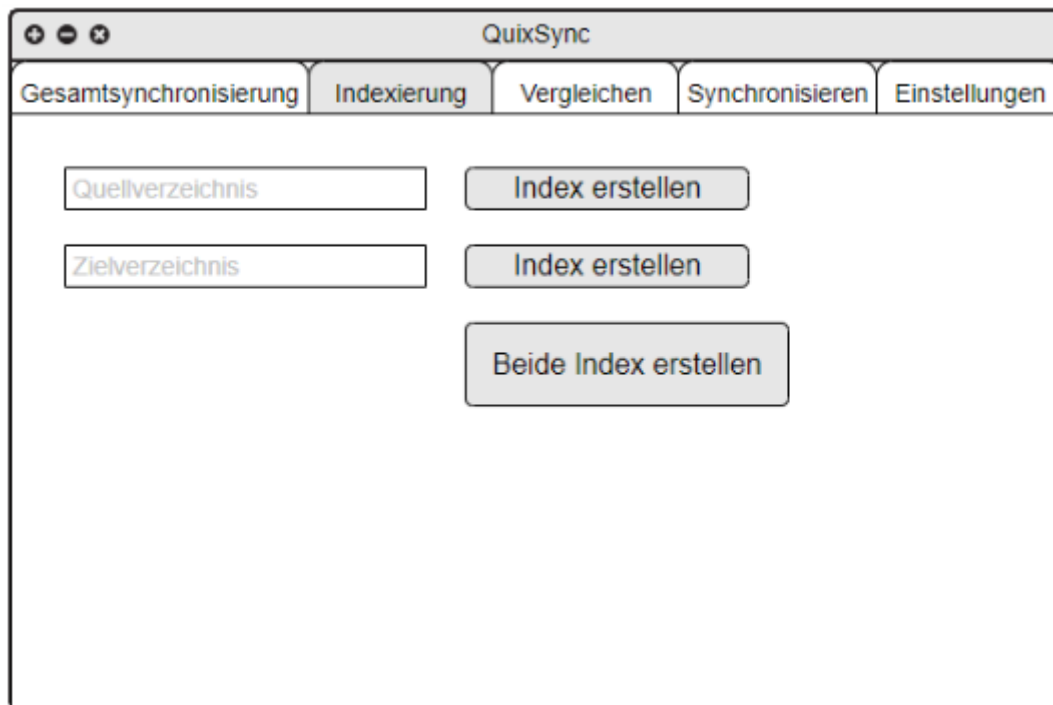 QuixSync
Gesamtsynchronisierung Indexierung Vergleichen Synchronisieren Einstellungen
Quellverzeichnis Index erstellen
Zielverzeichnis Index erstellen
Beide Index erstellen